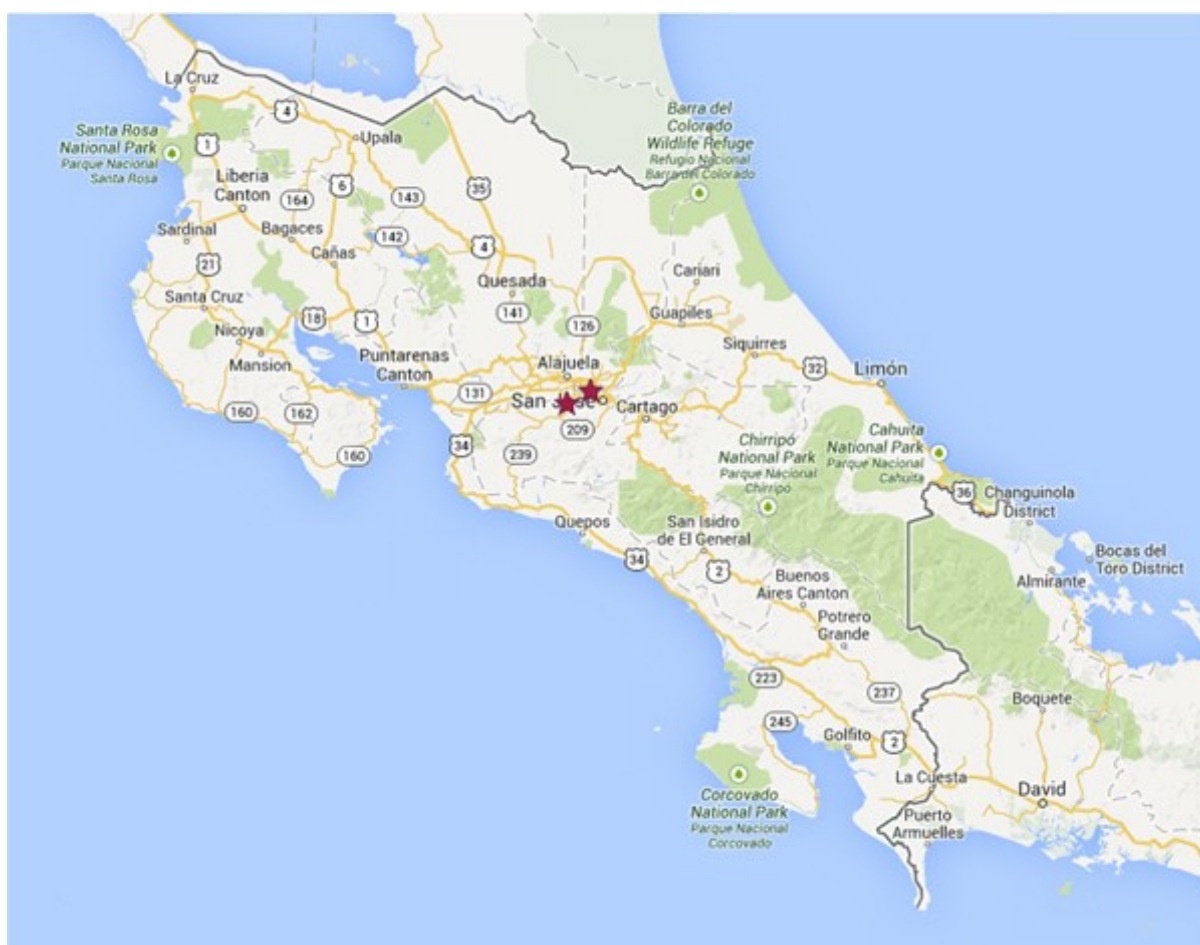 La Cruz
4
Santa Rosa
National Park
Parque Nacional
Santa Rosa
1
Upala
Barra del
Colorado
Wildlife Refuge
Refugio Nacional
Barra del Colorado
Liberia
Canton
164
6
143
35
Sardinal
Bagaces
142
4
21
Cañas
Quesada
Cariari
Santa Cruz
18
1
141
126
Guapiles
Nicoya
Mansion
Puntarenas
Canton
Alajuela
Siquirres
32
Limón
131
San José
Cartago
160
162
209
34
239
160
Chirripó
National Park
Parque Nacional
Chirripó
Cahuita
National Park
Parque Nacional
Cahuita
36
Changuinola
District
Quepos
San Isidro
de El General
34
2
Bocas del
Toro District
Almirante
Buenos
Aires Canton
Potrero
Grande
223
237
Boquete
245
Golfito
2
La Cuesta
David
Corcovado
National Park
Parque Nacional
Corcovado
Puerto
Armuelles